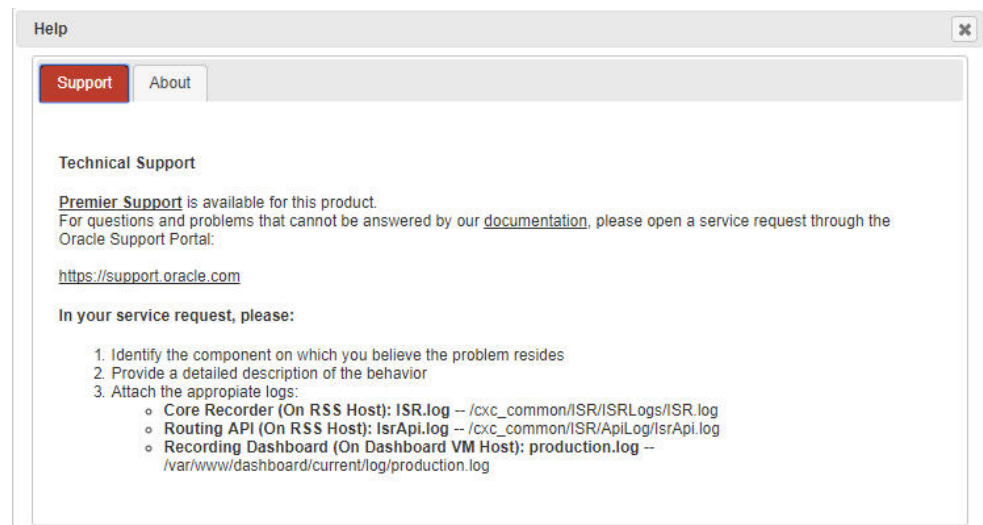 Help
Support About
Technical Support
Premier Support is available for this product.
For questions and problems that cannot be answered by our documentation, please open a service request through the
Oracle Support Portal:
https://support.oracle.com
In your service request, please:
1. Identify the component on which you believe the problem resides
2. Provide a detailed description of the behavior
3. Attach the appropiate logs:
Core Recorder (On RSS Host): ISR.log -- /cxc_common/ISR/ISRLogs/ISR.log
Routing API (On RSS Host): IsrApi.log -- /cxc_common/ISR/ApiLog/IsrApi.log
Recording Dashboard (On Dashboard VM Host): production.log --
/var/www/dashboard/current/log/production.log